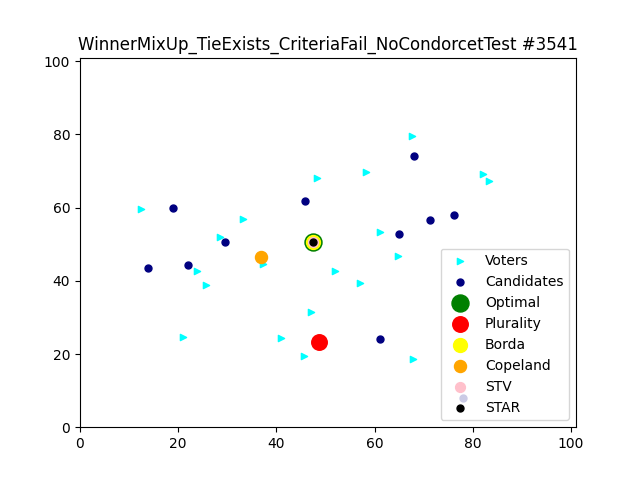 WinnerMixUp_TieExists_CriteriaFail_NoCondorcetTest #3541
100
80
60
40
20
0
0 20 40 60 80 100
Voters
Candidates
Optimal
Plurality
Borda
Copeland
STV
STAR